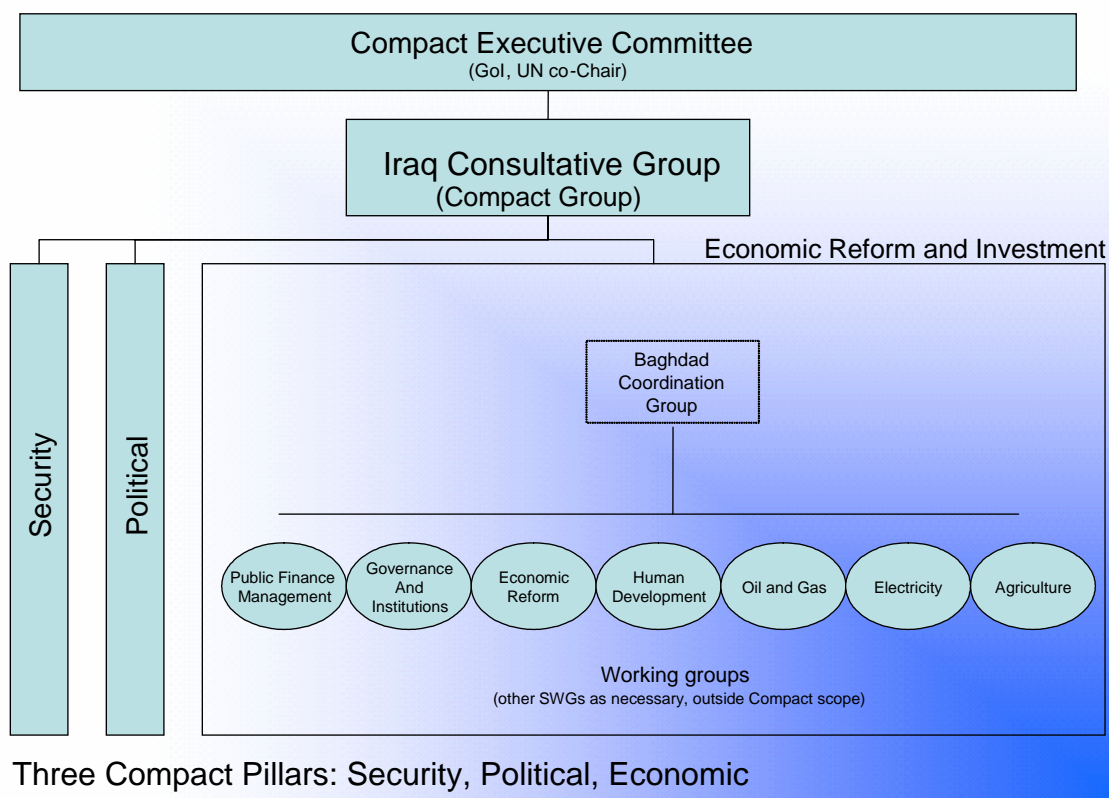 Compact Executive Committee
(GoI, UN co-Chair)
Iraq Consultative Group
(Compact Group)
Economic Reform and Investment
Security
Political
Baghdad
Coordination
Group
Public Finance
Management
Governance
And
Institutions
Economic
Reform
Human
Development
Oil and Gas
Electricity
Agriculture
Working groups
(other SWGs as necessary, outside Compact scope)
Three Compact Pillars: Security, Political, Economic